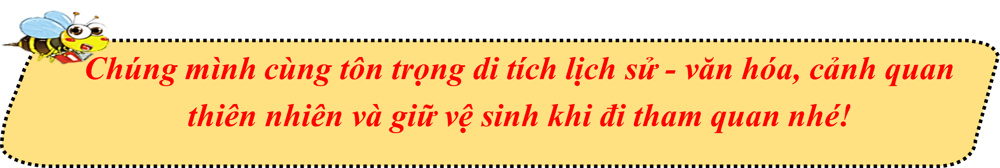 Chúng mình cùng tôn trọng di tích lịch sử - văn hóa, cảnh quan
thiên nhiên và giữ vệ sinh khi đi tham quan nhé!